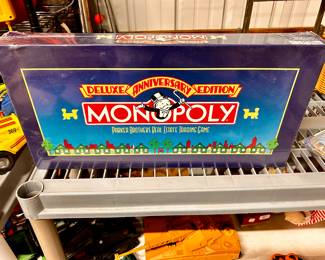 DELUXE ANNIVERSARY EDITION
MONOPOLY
PARKER BROTHERS REAL ESTATE TRADING GAME